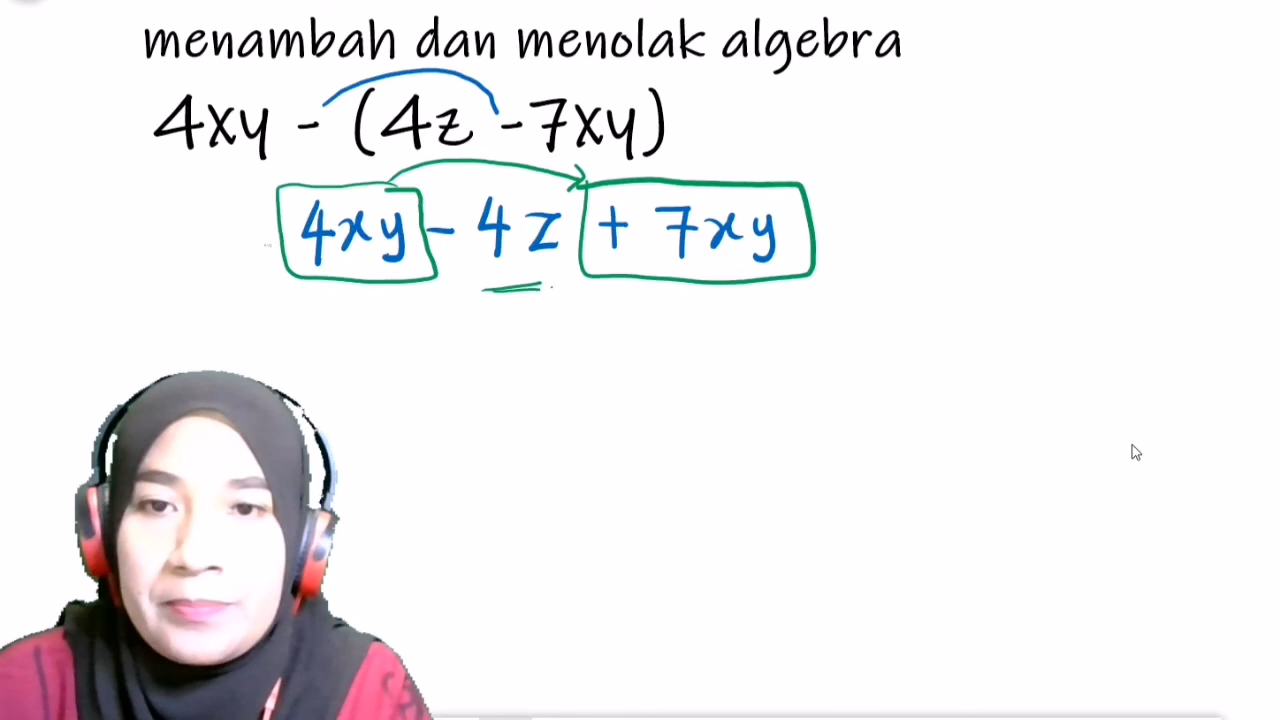 menambah dan menolak algebra
4xy - (4z - 7xy)
4xy - 4z + 7xy